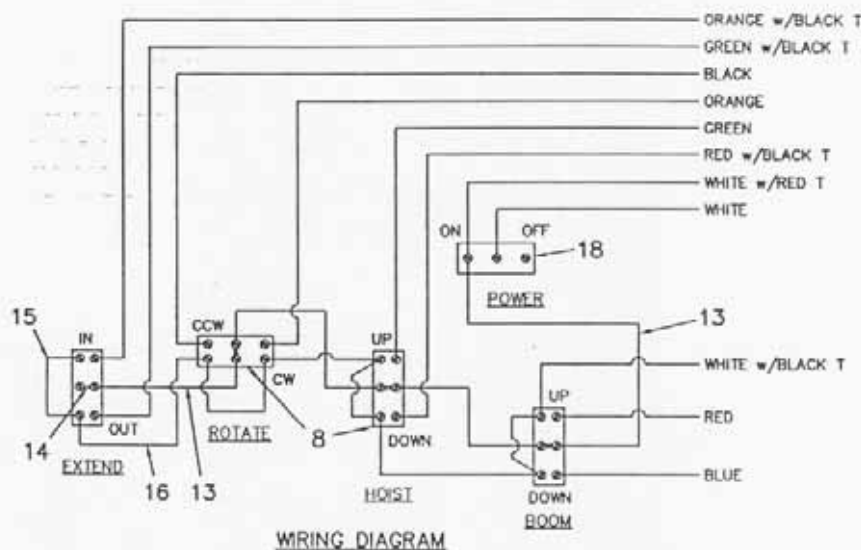 ORANGE w/BLACK T
GREEN w/BLACK T
BLACK
ORANGE
GREEN
RED w/BLACK T
WHITE w/RED T
WHITE
ON OFF
18
POWER
15
IN
CCW
UP
13
WHITE w/BLACK T
CW
UP
14
RED
OUT
ROTATE
8
DOWN
EXTEND
16
13
HOIST
BLUE
DOWN
BOOM
WIRING DIAGRAM